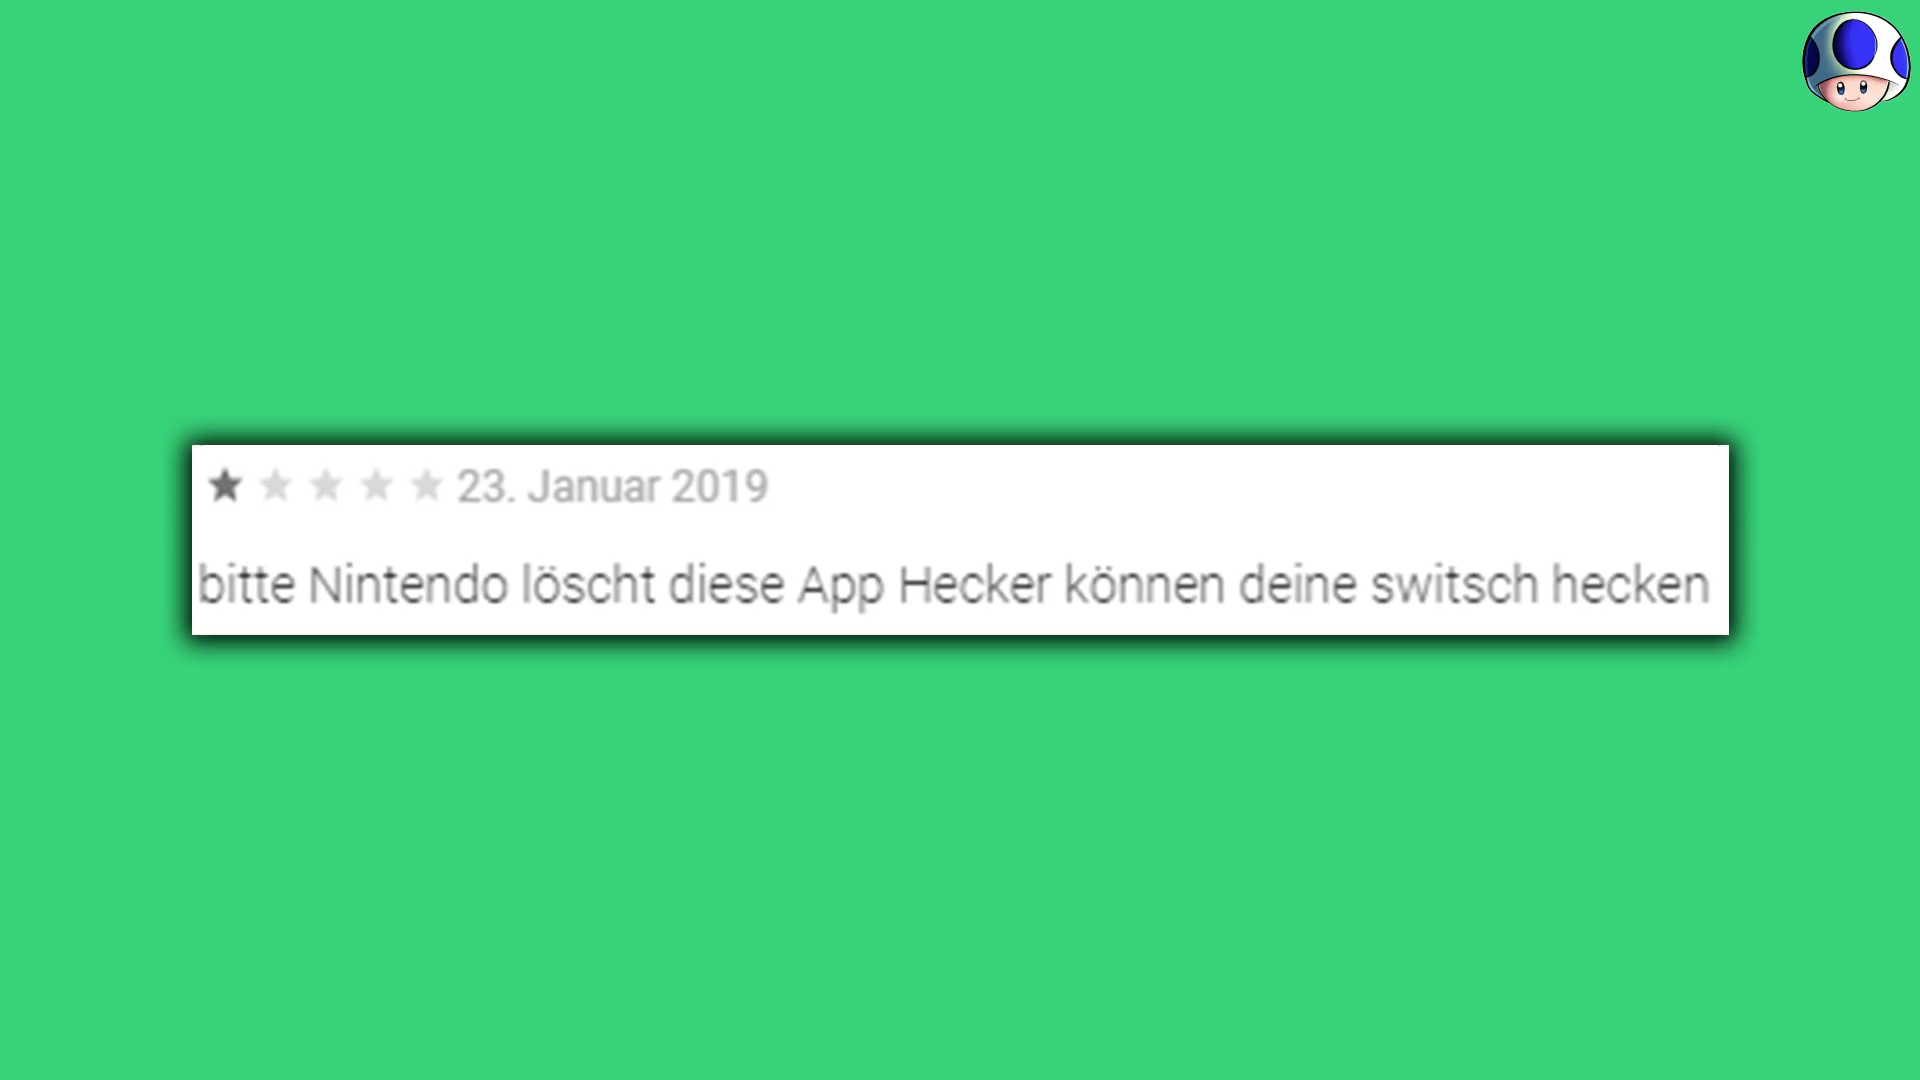 23. Januar 2019
bitte Nintendo löscht diese App Hecker können deine switsch hecken